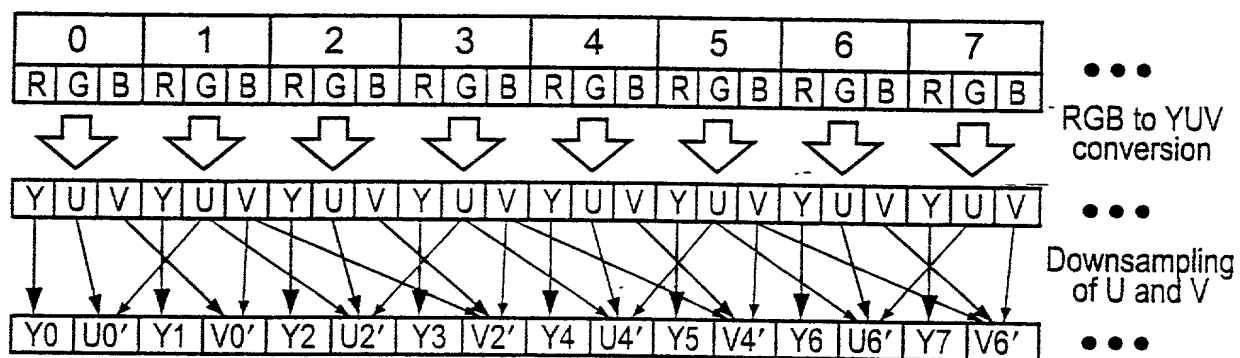 0 1 2 3 4 5 6 7
R G B R G B R G B R G B R G B R G B R G B R G B
RGB to YUV
conversion
Y U V Y U V Y U V Y U V Y U V Y U V Y U V Y U V
Downsampling
of U and V
Y0 U0' Y1 V0' Y2 U2' Y3 V2' Y4 U4' Y5 V4' Y6 U6' Y7 V6'